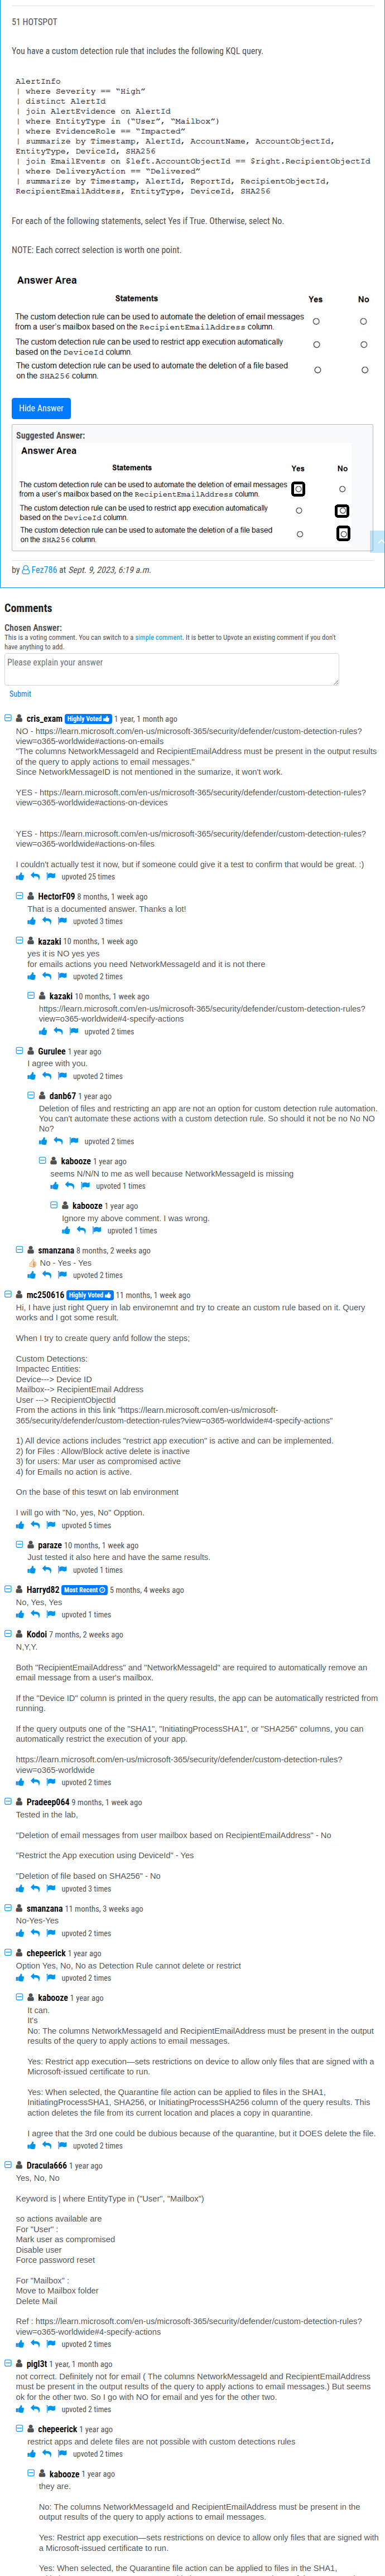 51 HOTSPOT
You have a custom detection rule that includes the following KQL query.
AlertInfo
| where Severity == “High”
| distinct AlertId
| join AlertEvidence on AlertId
| where EntityType in (“User”, “Mailbox”)
| where EvidenceRole == “Impacted”
| summarize by Timestamp, AlertId, AccountName, AccountObjectId,
EntityType, DeviceId, SHA256
| join EmailEvents on $left.AccountObjectId == $right.RecipientObjectId
| where DeliveryAction == “Delivered”
| summarize by Timestamp, AlertId, ReportId, RecipientObjectId,
RecipientEmailAddtess, EntityType, DeviceId, SHA256
For each of the following statements, select Yes if True. Otherwise, select No.
NOTE: Each correct selection is worth one point.
Answer Area
Statements Yes No
The custom detection rule can be used to automate the deletion of email messages
from a user’s mailbox based on the RecipientEmailAddress column.
The custom detection rule can be used to restrict app execution automatically
based on the DeviceId column.
The custom detection rule can be used to automate the deletion of a file based
on the SHA256 column.
Hide Answer
Suggested Answer:
Answer Area
Statements Yes No
The custom detection rule can be used to automate the deletion of email messages
from a user’s mailbox based on the RecipientEmailAddress column.
The custom detection rule can be used to restrict app execution automatically
based on the DeviceId column.
The custom detection rule can be used to automate the deletion of a file based
on the SHA256 column.
by Fez786 at Sept. 9, 2023, 6:19 a.m.
Comments
Chosen Answer:
This is a voting comment. You can switch to a simple comment. It is better to Upvote an existing comment if you don't
have anything to add.
Please explain your answer
Submit
cris_exam Highly Voted 1 year, 1 month ago
NO - https://learn.microsoft.com/en-us/microsoft-365/security/defender/custom-detection-rules?
view=o365-worldwide#actions-on-emails
"The columns NetworkMessageId and RecipientEmailAddress must be present in the output results
of the query to apply actions to email messages."
Since NetworkMessageID is not mentioned in the sumarize, it won't work.
YES - https://learn.microsoft.com/en-us/microsoft-365/security/defender/custom-detection-rules?
view=o365-worldwide#actions-on-devices
YES - https://learn.microsoft.com/en-us/microsoft-365/security/defender/custom-detection-rules?
view=o365-worldwide#actions-on-files
I couldn't actually test it now, but if someone could give it a test to confirm that would be great. :)
upvoted 25 times
HectorF09 8 months, 1 week ago
That is a documented answer. Thanks a lot!
upvoted 3 times
kazaki 10 months, 1 week ago
yes it is NO yes yes
for emails actions you need NetworkMessageID and it is not there
upvoted 2 times
kazaki 10 months, 1 week ago
https://learn.microsoft.com/en-us/microsoft-365/security/defender/custom-detection-rules?
view=o365-worldwide#4-specify-actions
upvoted 2 times
Gurulee 1 year ago
I agree with you.
upvoted 2 times
danb67 1 year ago
Deletion of files and restricting an app are not an option for custom detection rule automation.
You can't automate these actions with a custom detection rule. So should it not be no No NO
No?
upvoted 2 times
kabooze 1 year ago
seems N/N/N to me as well because NetworkMessageId is missing
upvoted 1 times
kabooze 1 year ago
Ignore my above comment. I was wrong.
upvoted 1 times
smanzana 8 months, 2 weeks ago
👍🏻 No - Yes - Yes
upvoted 2 times
mc250616 Highly Voted 11 months, 1 week ago
Hi, I have just right Query in lab environemnt and try to create an custom rule based on it. Query
works and I got some result.
When I try to create query anfd follow the steps;
Custom Detections:
Impactec Entities:
Device---> Device ID
Mailbox--> RecipientEmail Address
User ---> RecipientObjectId
From the actions in this link "https://learn.microsoft.com/en-us/microsoft-
365/security/defender/custom-detection-rules?view=o365-worldwide#4-specify-actions"
1) All device actions includes "restrict app execution" is active and can be implemented.
2) for Files : Allow/Block active delete is inactive
3) for users: Mar user as compromised active
4) for Emails no action is active.
On the base of this teswt on lab environment
I will go with "No, yes, No" Opption.
upvoted 5 times
paraze 10 months, 1 week ago
Just tested it also here and have the same results.
upvoted 1 times
Harryd82 Most Recent 5 months, 4 weeks ago
No, Yes, Yes
upvoted 1 times
Kodoi 7 months, 2 weeks ago
N,Y,Y.
Both "RecipientEmailAddress" and "NetworkMessageId" are required to automatically remove an
email message from a user's mailbox.
If the "Device ID" column is printed in the query results, the app can be automatically restricted from
running.
If the query outputs one of the "SHA1", "InitiatingProcessSHA1", or "SHA256" columns, you can
automatically restrict the execution of your app.
https://learn.microsoft.com/en-us/microsoft-365/security/defender/custom-detection-rules?
view=o365-worldwide
upvoted 2 times
Pradeep064 9 months, 1 week ago
Tested in the lab,
"Deletion of email messages from user mailbox based on RecipientEmailAddress" - No
"Restrict the App execution using DeviceId" - Yes
"Deletion of file based on SHA256" - No
upvoted 3 times
smanzana 11 months, 3 weeks ago
No-Yes-Yes
upvoted 2 times
chepeerick 1 year ago
Option Yes, No, No as Detection Rule cannot delete or restrict
upvoted 2 times
kabooze 1 year ago
It can.
It's
No: The columns NetworkMessageId and RecipientEmailAddress must be present in the output
results of the query to apply actions to email messages.
Yes: Restrict app execution—sets restrictions on device to allow only files that are signed with a
Microsoft-issued certificate to run.
Yes: When selected, the Quarantine file action can be applied to files in the SHA1,
InitiatingProcessSHA1, SHA256, or InitiatingProcessSHA256 column of the query results. This
action deletes the file from its current location and places a copy in quarantine.
I agree that the 3rd one could be dubious because of the quarantine, but it DOES delete the file.
upvoted 2 times
Dracula666 1 year ago
Yes, No, No
Keyword is | where EntityType in ("User", "Mailbox")
so actions available are
For "User" :
Mark user as compromised
Disable user
Force password reset
For "Mailbox" :
Move to Mailbox folder
Delete Mail
Ref : https://learn.microsoft.com/en-us/microsoft-365/security/defender/custom-detection-rules?
view=o365-worldwide#4-specify-actions
upvoted 2 times
pigl3t 1 year, 1 month ago
not correct. Definitely not for email ( The columns NetworkMessageId and RecipientEmailAddress
must be present in the output results of the query to apply actions to email messages.) But seems
ok for the other two. So I go with NO for email and yes for the other two.
upvoted 2 times
chepeerick 1 year ago
restrict apps and delete files are not possible with custom detections rules
upvoted 2 times
kabooze 1 year ago
they are.
No: The columns NetworkMessageId and RecipientEmailAddress must be present in the
output results of the query to apply actions to email messages.
Yes: Restrict app execution—sets restrictions on device to allow only files that are signed with
a Microsoft-issued certificate to run.
Yes: When selected, the Quarantine file action can be applied to files in the SHA1,